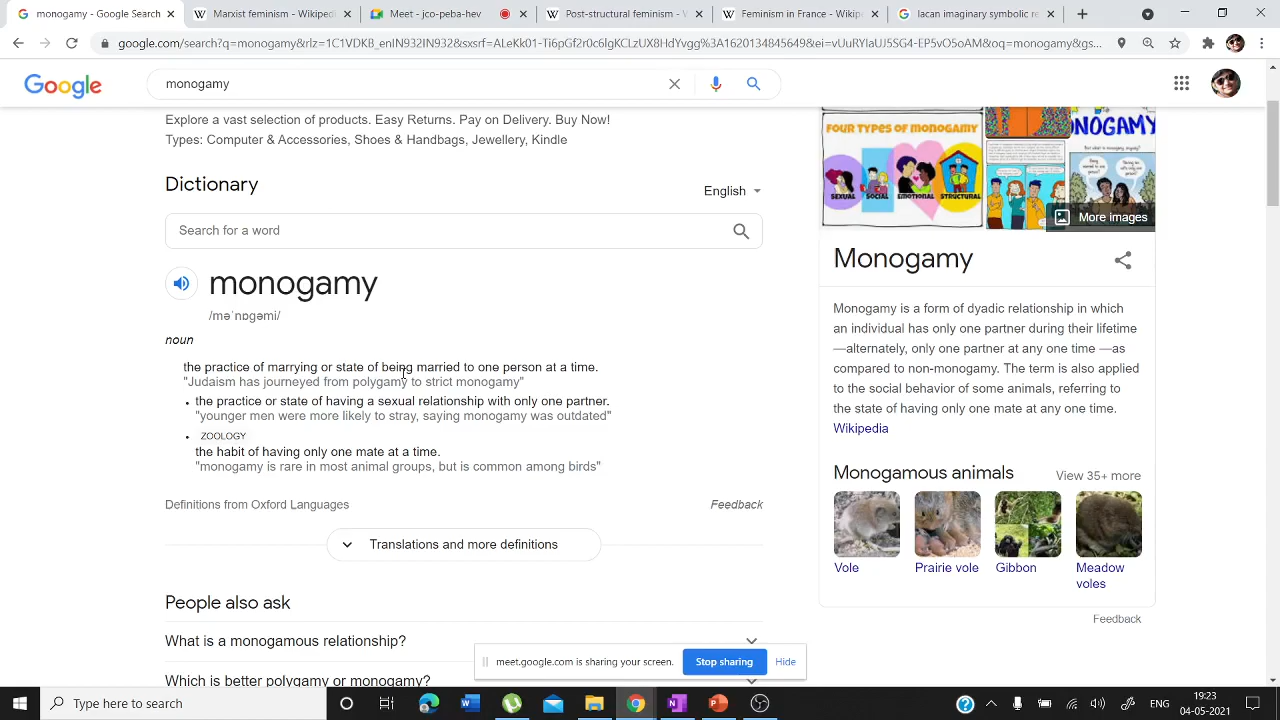 monogamy - Google Search
Marxist feminism - Wikiped
Meet - jco-pebe-bev
Post-structural feminism - W
Feminism in France - Wikipe
lacan imaginary symbolic re
google.com/search?q=monogamy&rlz=1C1VDKB_enIN932IN932&sxsrf=ALeKk01Ti6pGf2r0c6lgKCLzUX8HdYvgg%3A1620134845649&ei=vUuRYIaUJ5SG4-EP5vO5oAM&oq=monogamy&gs...
Google
monogamy
Explore a vast selection of products. Easy Returns. Pay on Delivery. Buy Now!
Types: Computer & Accessories, Shoes & Handbags, Jewellery, Kindle
Dictionary
English
Search for a word
monogamy
/məˈnɒɡəmi/
noun
the practice of marrying or state of being married to one person at a time.
"Judaism has journeyed from polygamy to strict monogamy"
• the practice or state of having a sexual relationship with only one partner.
"younger men were more likely to stray, saying monogamy was outdated"
• ZOOLOGY
the habit of having only one mate at a time.
"monogamy is rare in most animal groups, but is common among birds"
Definitions from Oxford Languages
Feedback
Translations and more definitions
People also ask
What is a monogamous relationship?
Which is better polygamy or monogamy?
FOUR TYPES OF MONOGAMY
SEXUAL
SOCIAL
EMOTIONAL
STRUCTURAL
MONOGAMY
More images
Monogamy
Monogamy is a form of dyadic relationship in which
an individual has only one partner during their lifetime
—alternately, only one partner at any one time —as
compared to non-monogamy. The term is also applied
to the social behavior of some animals, referring to
the state of having only one mate at any one time.
Wikipedia
Monogamous animals
View 35+ more
Vole
Prairie vole
Gibbon
Meadow
voles
Feedback
meet.google.com is sharing your screen.
Stop sharing
Hide
Type here to search
ENG
19:23
04-05-2021